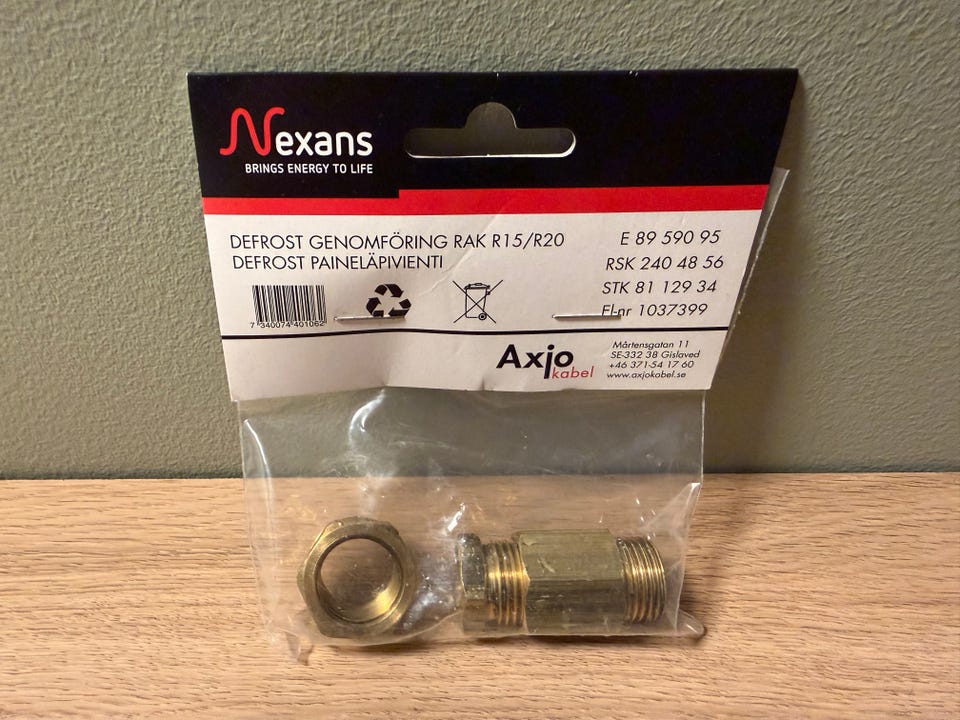 Nexans
BRINGS ENERGY TO LIFE
DEFROST GENOMFÖRING RAK R15/R20
DEFROST PAINELÄPIVIENTI
E 89 590 95
RSK 240 48 56
STK 81 129 34
El-nr 1037399
7 340074 401062
Axjo
kabel
Mårtensgatan 11
SE-332 38 Gislaved
+46 371-54 17 60
www.axjokabel.se